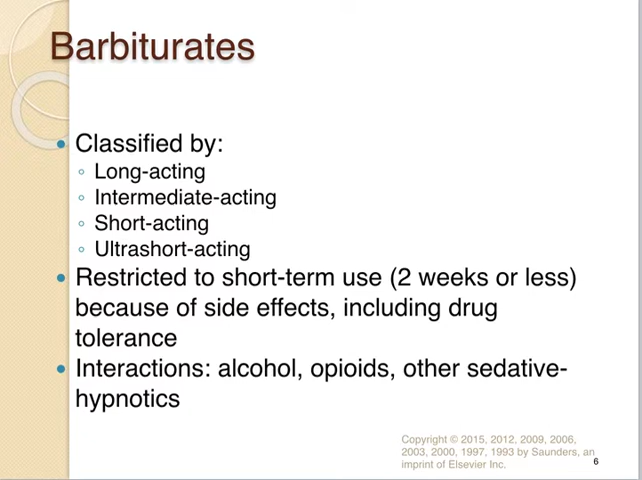 Barbiturates
• Classified by:
◦ Long-acting
◦ Intermediate-acting
◦ Short-acting
◦ Ultrashort-acting
• Restricted to short-term use (2 weeks or less)
because of side effects, including drug
tolerance
• Interactions: alcohol, opioids, other sedative-
hypnotics
Copyright © 2015, 2012, 2009, 2006,
2003, 2000, 1997, 1993 by Saunders, an
imprint of Elsevier Inc.
6